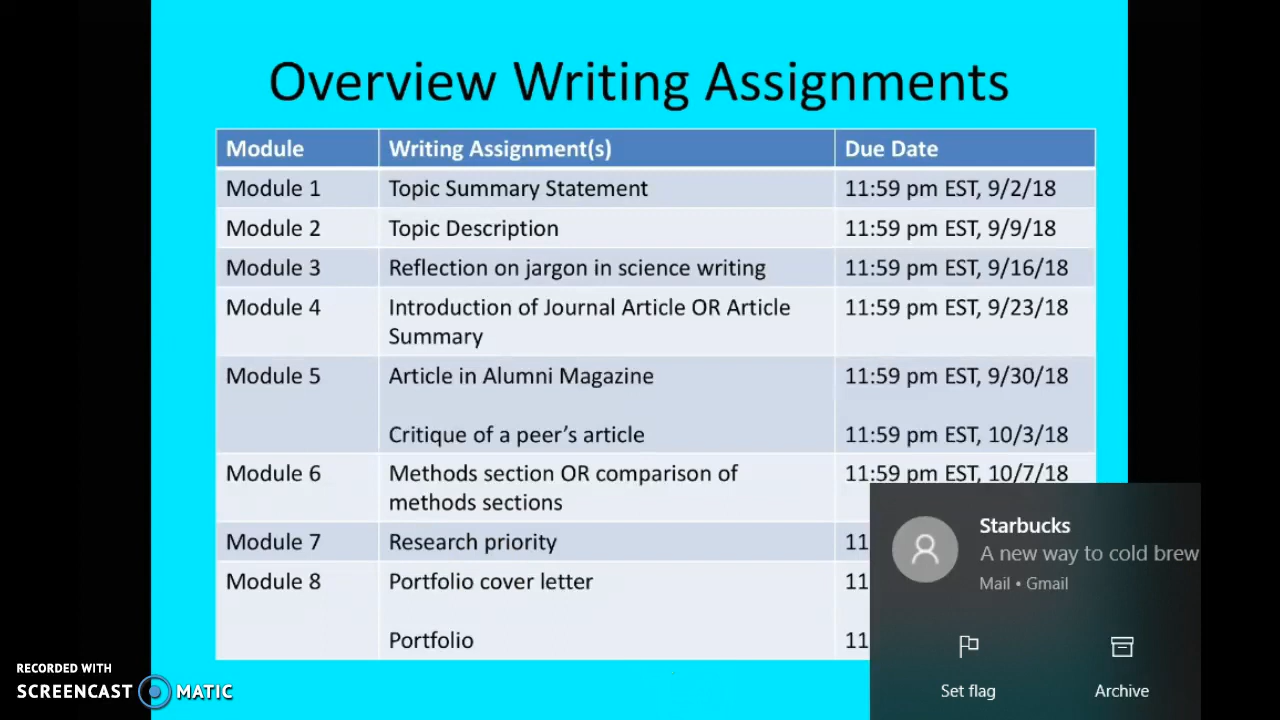 Overview Writing Assignments
Module Writing Assignment(s) Due Date
Module 1 Topic Summary Statement 11:59 pm EST, 9/2/18
Module 2 Topic Description 11:59 pm EST, 9/9/18
Module 3 Reflection on jargon in science writing 11:59 pm EST, 9/16/18
Module 4 Introduction of Journal Article OR Article 11:59 pm EST, 9/23/18
Summary
Module 5 Article in Alumni Magazine 11:59 pm EST, 9/30/18
Critique of a peer's article 11:59 pm EST, 10/3/18
Module 6 Methods section OR comparison of 11:59 pm EST, 10/7/18
methods sections
Module 7 Research priority 11
Module 8 Portfolio cover letter 11
Portfolio 11
Starbucks
A new way to cold brew
Mail • Gmail
Set flag Archive
RECORDED WITH
SCREENCAST MATIC